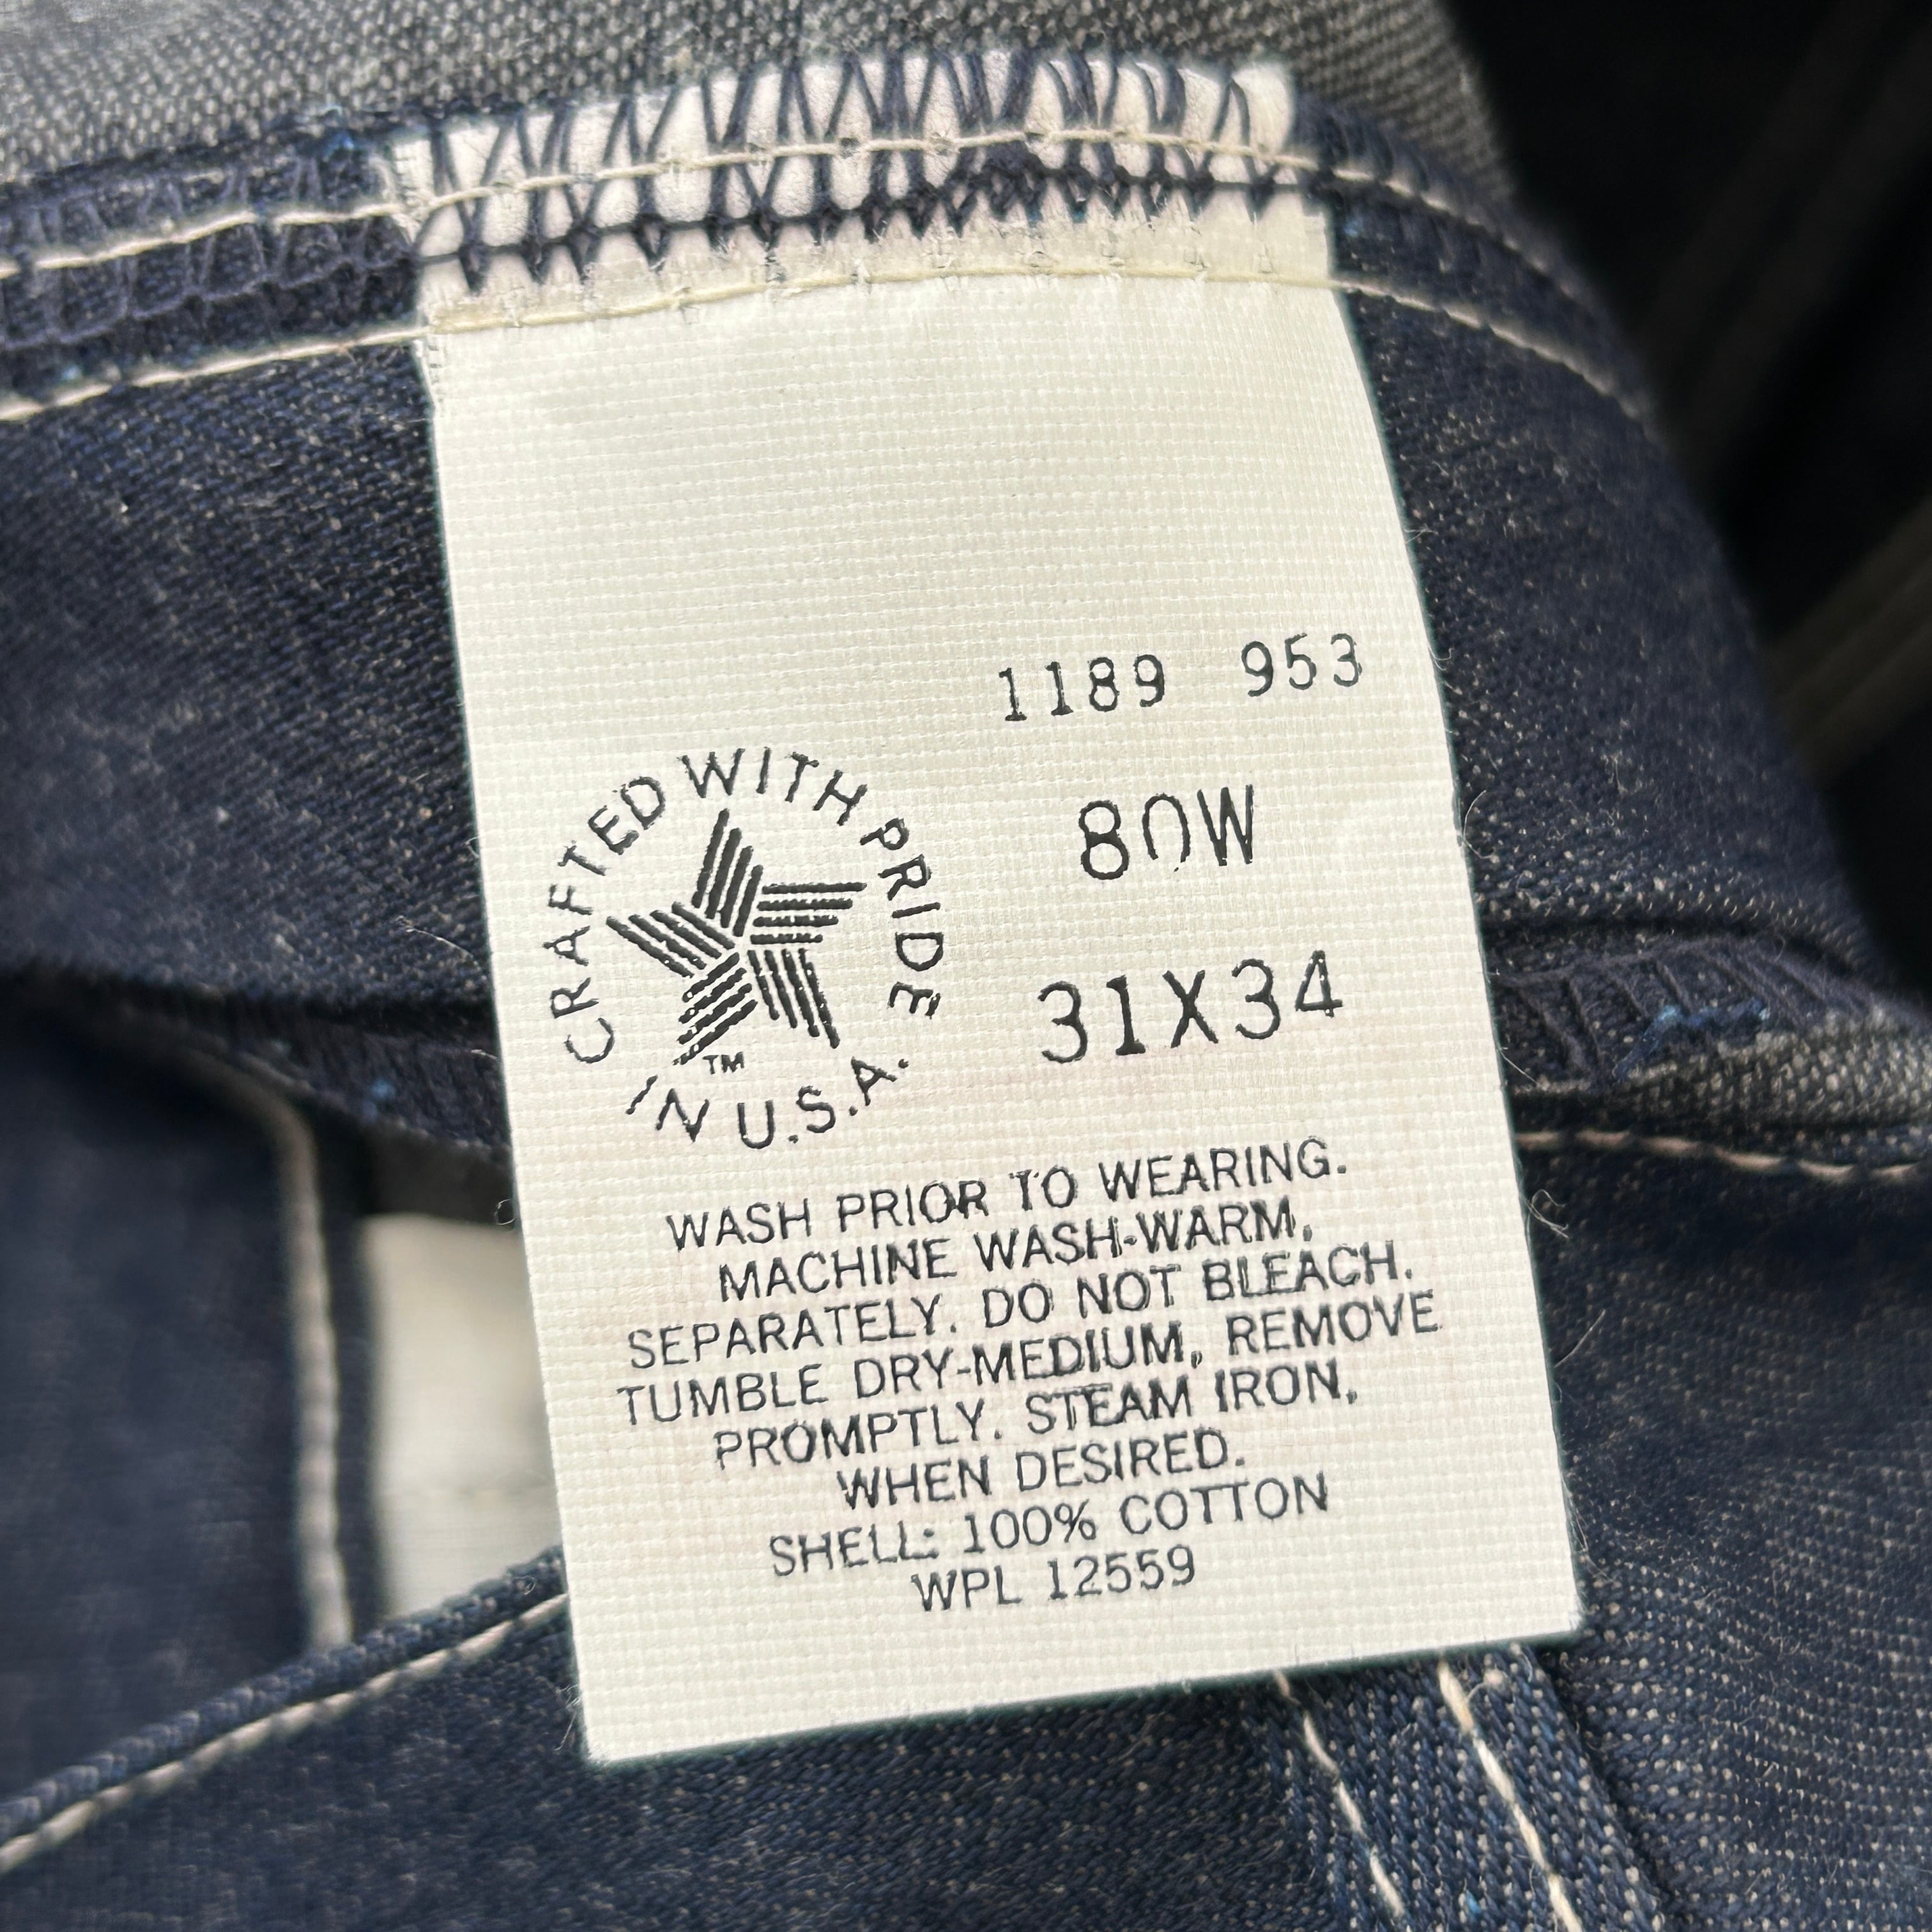 1189 953
80W
31X34
CRAFTED WITH PRIDE
IN U.S.A.
TM
WASH PRIOR TO WEARING.
MACHINE WASH-WARM,
SEPARATELY. DO NOT BLEACH.
TUMBLE DRY-MEDIUM, REMOVE
PROMPTLY. STEAM IRON,
WHEN DESIRED.
SHELL: 100% COTTON
WPL 12559